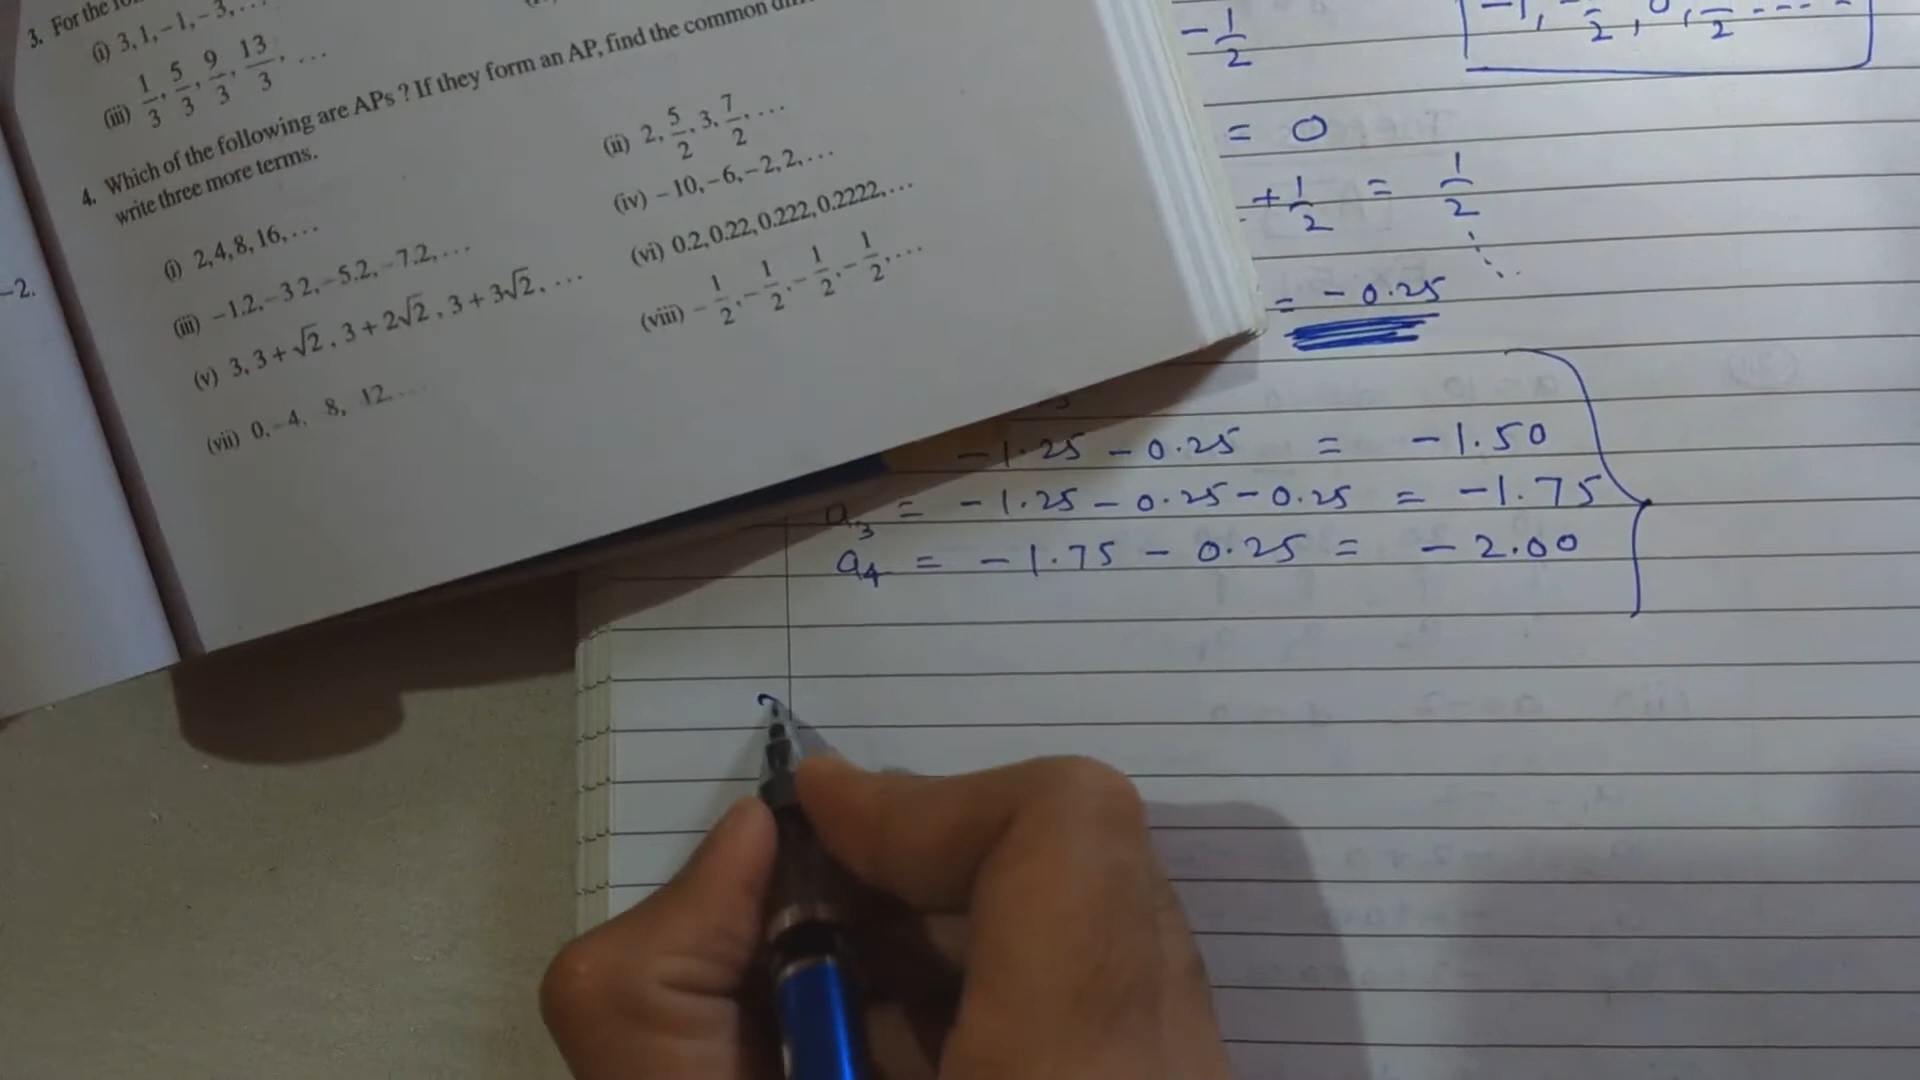 3. For the fo
(i) 3, 1, – 1, – 3, . . .
(iii) 1/3, 5/3, 9/3, 13/3, . . .
4. Which of the following are APs ? If they form an AP, find the common
write three more terms.
(i) 2, 4, 8, 16, . . .
(ii) 2, 5/2, 3, 7/2, . . .
(iii) – 1.2, – 3 2, – 5.2, – 7.2, . . .
(iv) – 10, – 6, – 2, 2, . . .
(v) 3, 3 + √2, 3 + 2√2, 3 + 3√2, . . .
(vi) 0.2, 0.22, 0.222, 0.2222, . . .
(vii) 0, – 4, 8, 12. . .
(viii) – 1/2, – 1/2, – 1/2, – 1/2, . . .
–2.
-1/2
= 0
+1/2 = 1/2
= - 0.25
-1.25 - 0.25 = -1.50
a3 = -1.25 - 0.25 - 0.25 = -1.75
a4 = -1.75 - 0.25 = -2.00